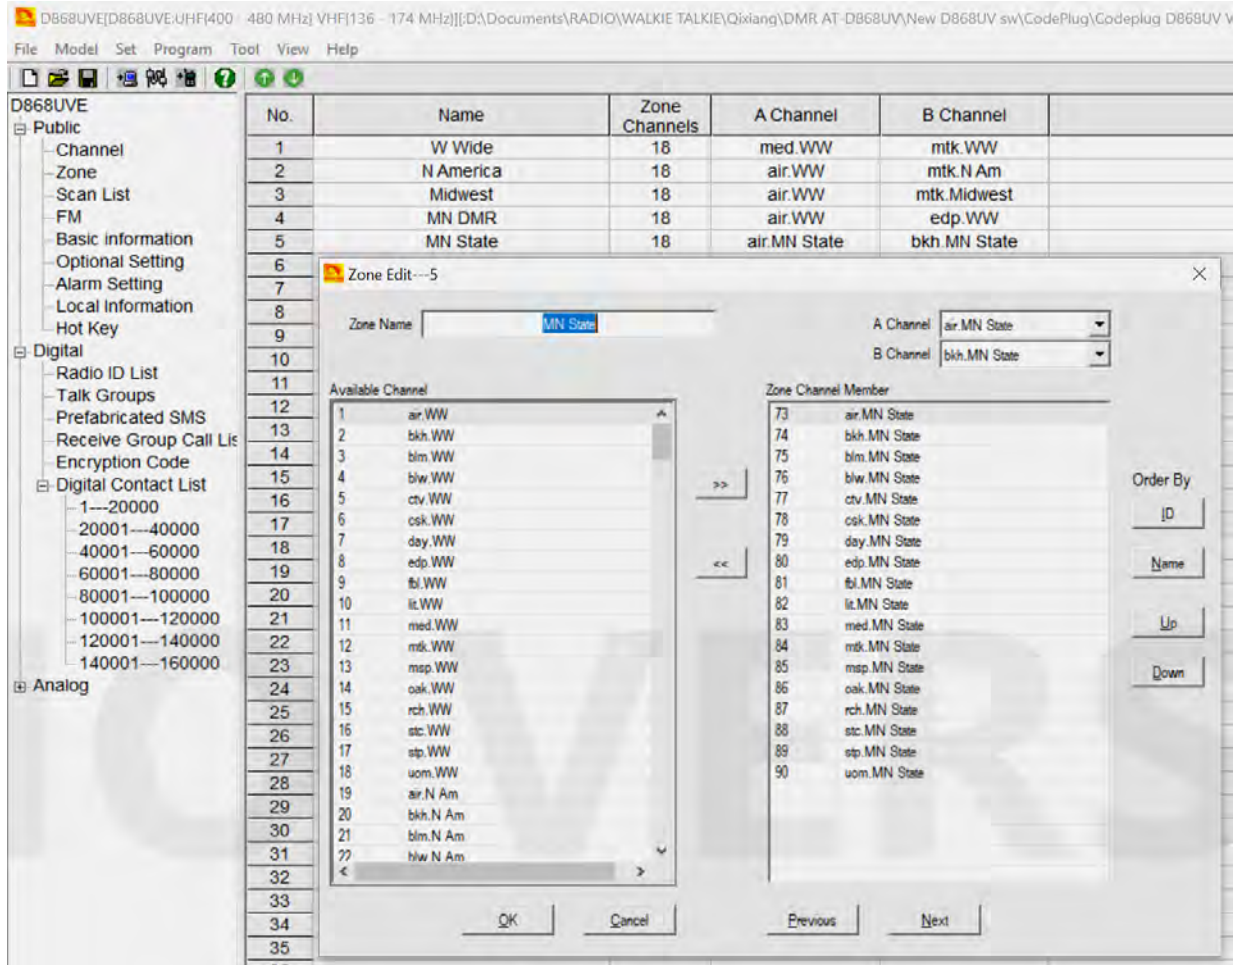 D868UVE[D868UVE:UHF{400 - 480 MHz} VHF{136 - 174 MHz}][:D:\Documents\RADIO\WALKIE TALKIE\Qixiang\DMR AT-D868UV\New D868UV sw\CodePlug\Codeplug D868UV V
File Model Set Program Tool View Help
D868UVE
Public
Channel
Zone
Scan List
FM
Basic information
Optional Setting
Alarm Setting
Local Information
Hot Key
Digital
Radio ID List
Talk Groups
Prefabricated SMS
Receive Group Call Lis
Encryption Code
Digital Contact List
1---20000
20001---40000
40001---60000
60001---80000
80001---100000
100001---120000
120001---140000
140001---160000
Analog
No. Name Zone Channels A Channel B Channel
1 W Wide 18 med.WW mtk.WW
2 N America 18 air.WW mtk.N Am
3 Midwest 18 air.WW mtk.Midwest
4 MN DMR 18 air.WW edp.WW
5 MN State 18 air.MN State bkh.MN State
6
7
8
9
10
11
12
13
14
15
16
17
18
19
20
21
22
23
24
25
26
27
28
29
30
31
32
33
34
35
Zone Edit---5
Zone Name MN State
A Channel air.MN State
B Channel bkh.MN State
Available Channel
1 air.WW
2 bkh.WW
3 blm.WW
4 blw.WW
5 ctv.WW
6 csk.WW
7 day.WW
8 edp.WW
9 fbl.WW
10 lit.WW
11 med.WW
12 mtk.WW
13 msp.WW
14 oak.WW
15 rch.WW
16 stc.WW
17 stp.WW
18 uom.WW
19 air.N Am
20 bkh.N Am
21 blm.N Am
22 blw.N Am
>>
<<
Zone Channel Member
73 air.MN State
74 bkh.MN State
75 blm.MN State
76 blw.MN State
77 ctv.MN State
78 csk.MN State
79 day.MN State
80 edp.MN State
81 fbl.MN State
82 lit.MN State
83 med.MN State
84 mtk.MN State
85 msp.MN State
86 oak.MN State
87 rch.MN State
88 stc.MN State
89 stp.MN State
90 uom.MN State
Order By
ID
Name
Up
Down
OK Cancel Previous Next